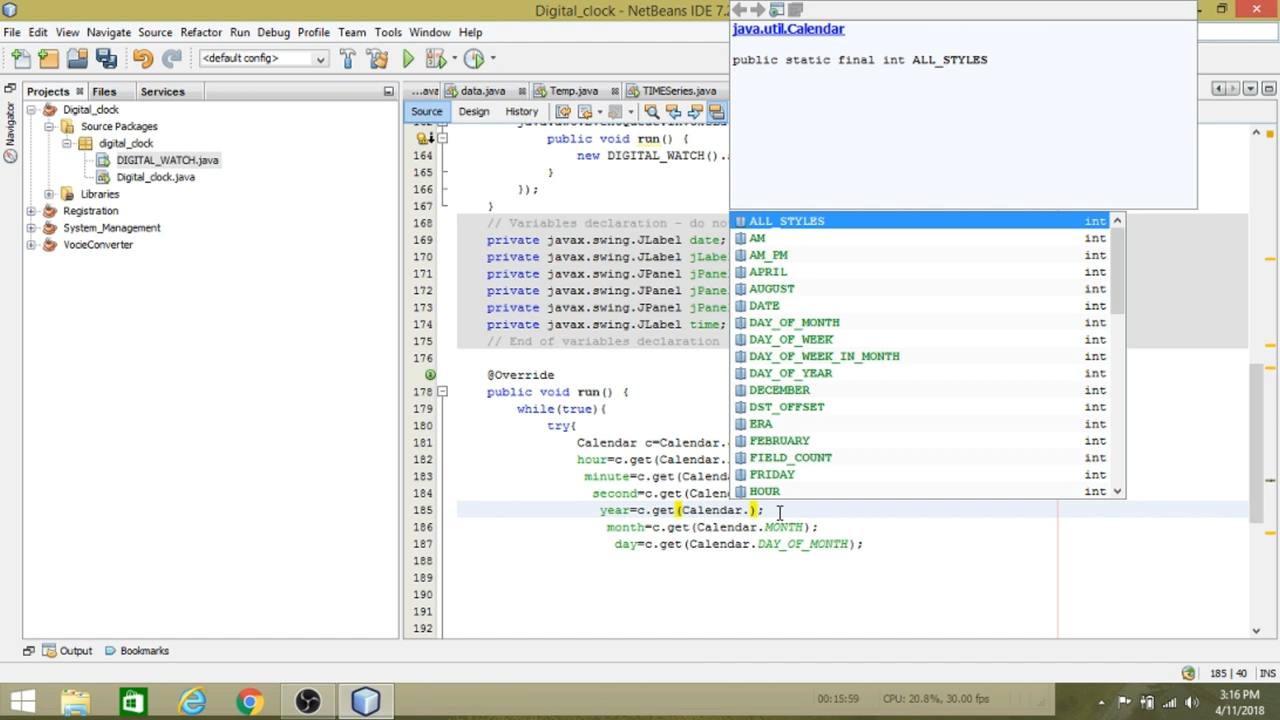 Digital_clock - NetBeans IDE 7.2
File Edit View Navigate Source Refactor Run Debug Profile Team Tools Window Help
<default config>
java.util.Calendar
public static final int ALL_STYLES
Projects Files Services
...ava data.java Temp.java TIMESeries.java
Source Design History
Navigator
Digital_clock
Source Packages
digital_clock
DIGITAL_WATCH.java
Digital_clock.java
Libraries
Registration
System_Management
VocieConverter
public void run() {
164 new DIGITAL_WATCH().
165 }
166 });
167 }
168 // Variables declaration - do no
169 private javax.swing.JLabel date;
170 private javax.swing.JLabe
171 private javax.swing.JPanel jPane
172 private javax.swing.JPanel jPane
173 private javax.swing.JPanel jPane
174 private javax.swing.JLabel time;
175 // End of variables declaration
176
@Override
178 public void run() {
179 while(true){
180 try{
181 Calendar c=Calendar.
182 hour=c.get(Calendar.
183 minute=c.get(Calend
184 second=c.get(Calen
185 year=c.get(Calendar.);
186 month=c.get(Calendar.MONTH);
187 day=c.get(Calendar.DAY_OF_MONTH);
188
189
190
191
192
ALL_STYLES int
AM int
AM_PM int
APRIL int
AUGUST int
DATE int
DAY_OF_MONTH int
DAY_OF_WEEK int
DAY_OF_WEEK_IN_MONTH int
DAY_OF_YEAR int
DECEMBER int
DST_OFFSET int
ERA int
FEBRUARY int
FIELD_COUNT int
FRIDAY int
HOUR int
Output Bookmarks
185 | 40 INS
00:15:59 CPU: 20.8%, 30.00 fps
3:16 PM
4/11/2018